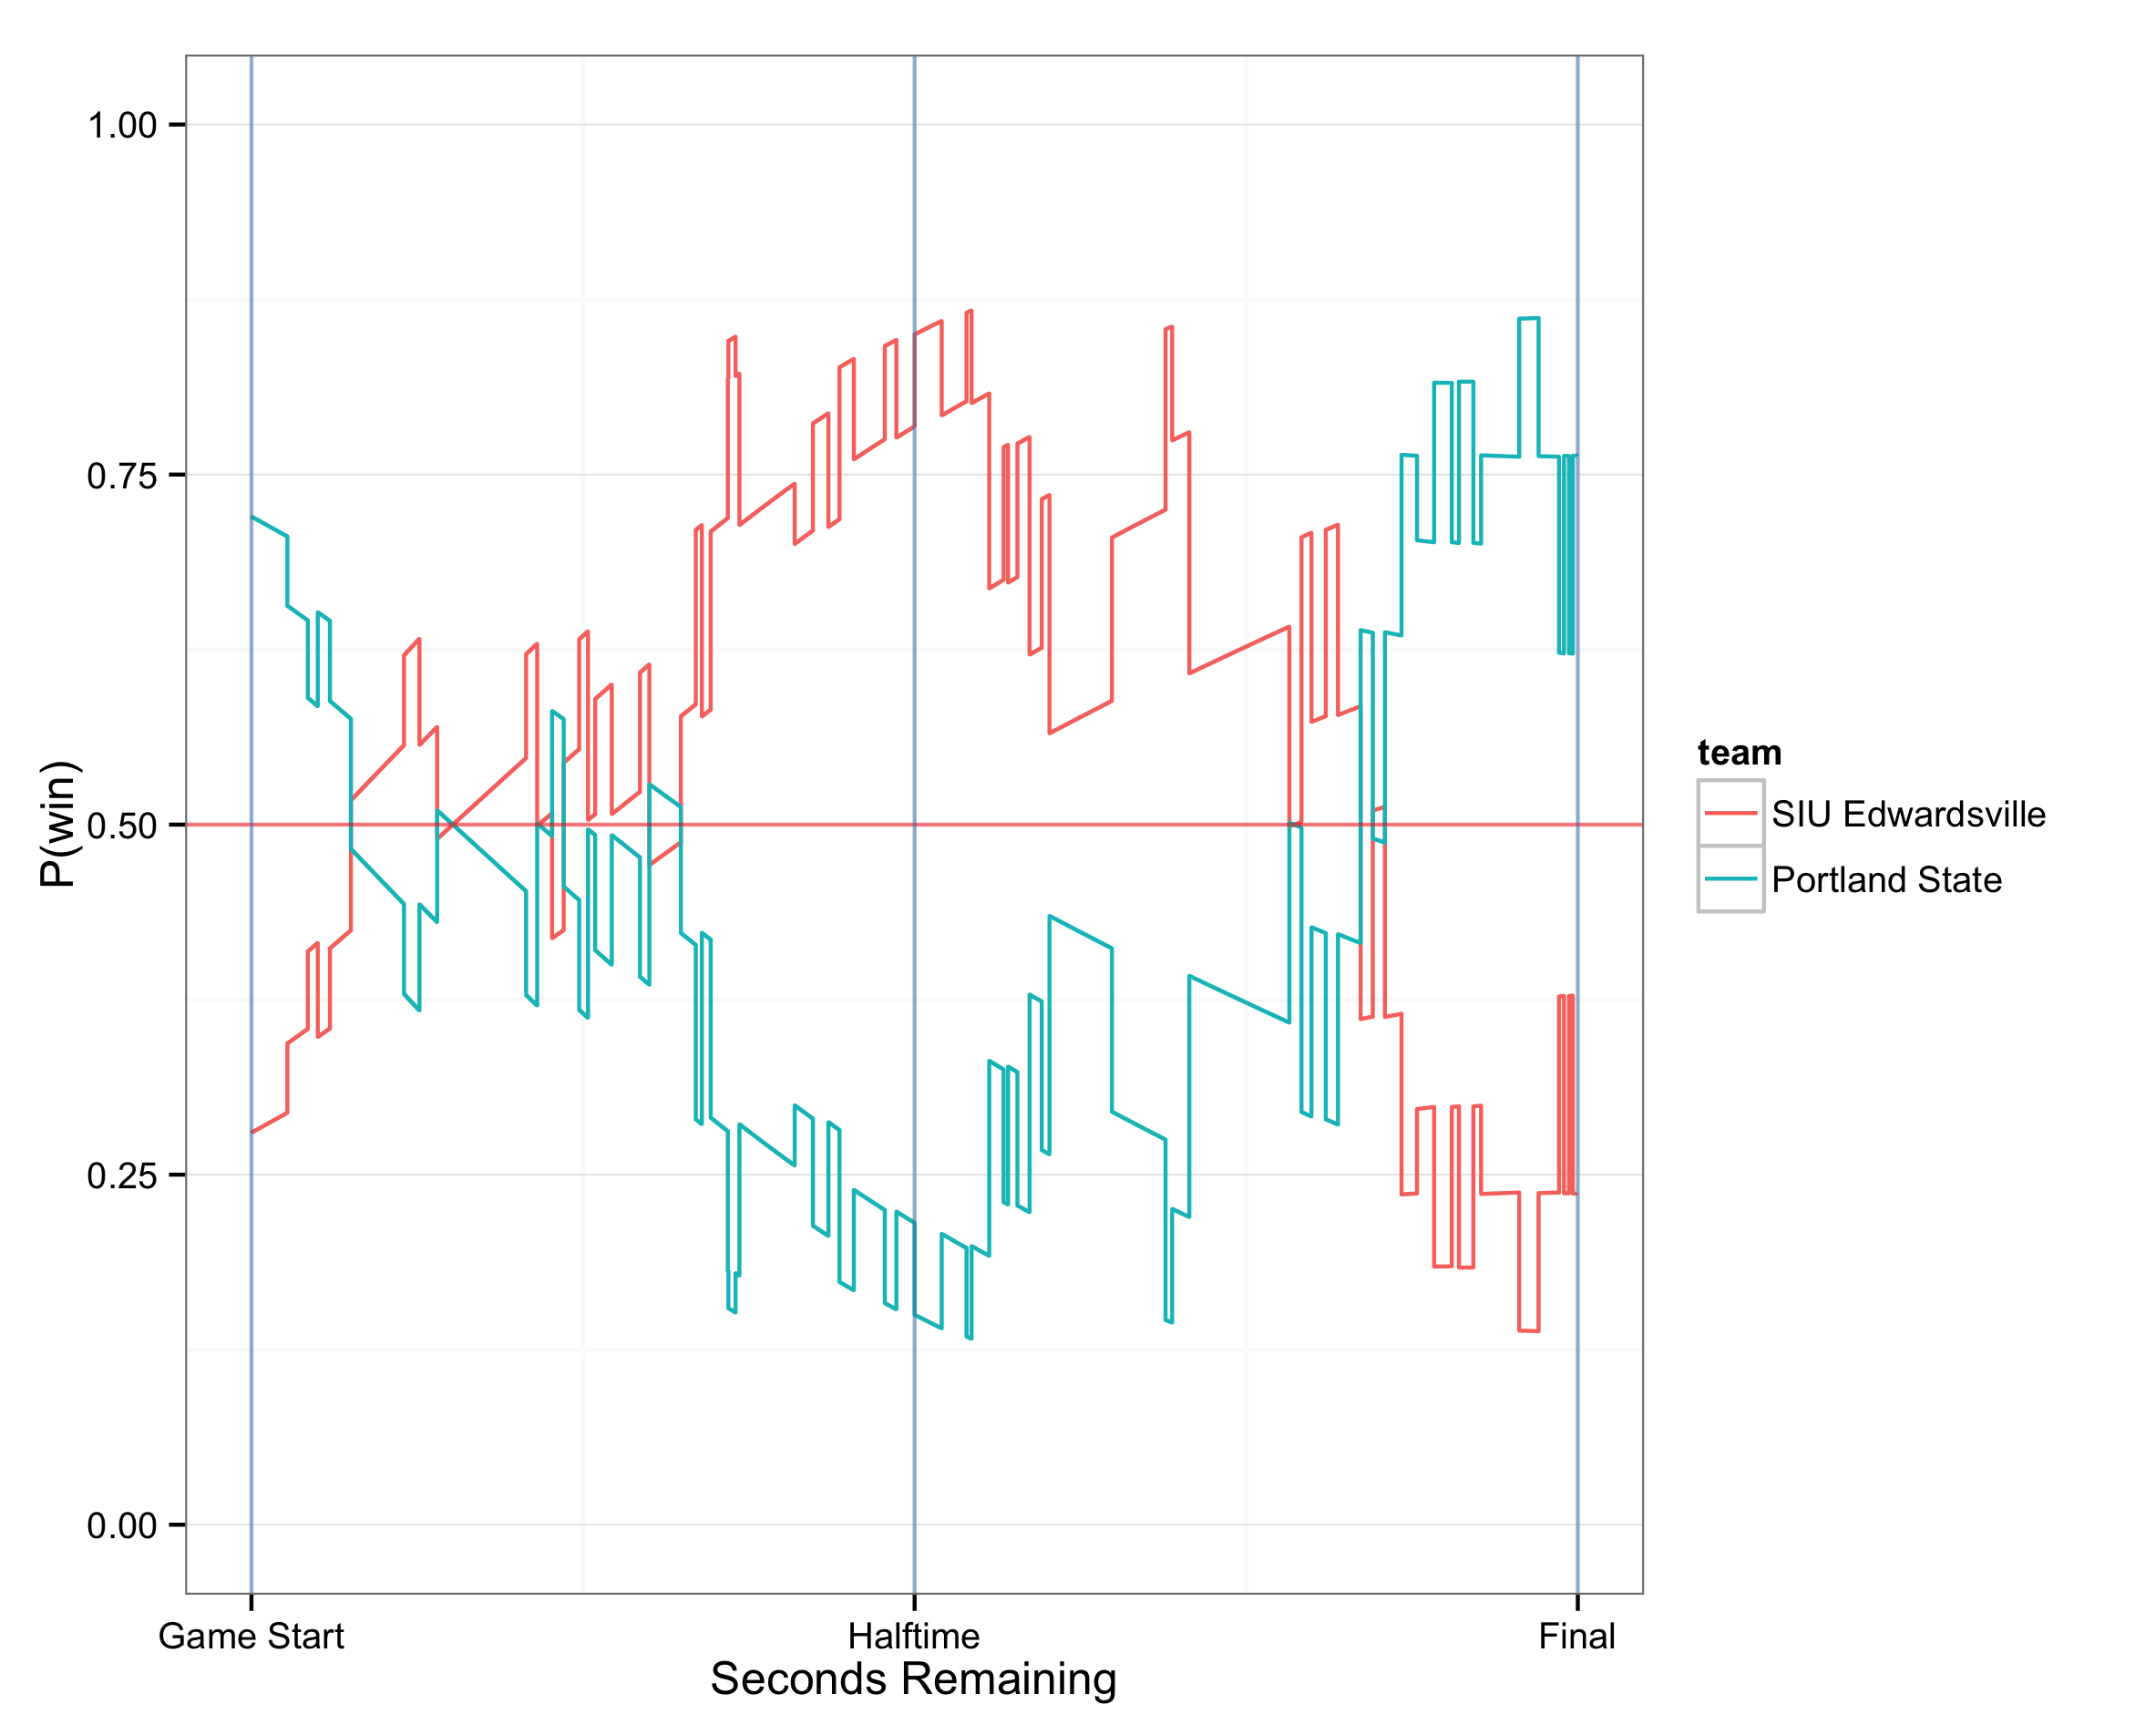 1.00
0.75
0.50
0.25
0.00
P(win)
Game Start
Halftime
Final
Seconds Remaining
team
SIU Edwardsville
Portland State